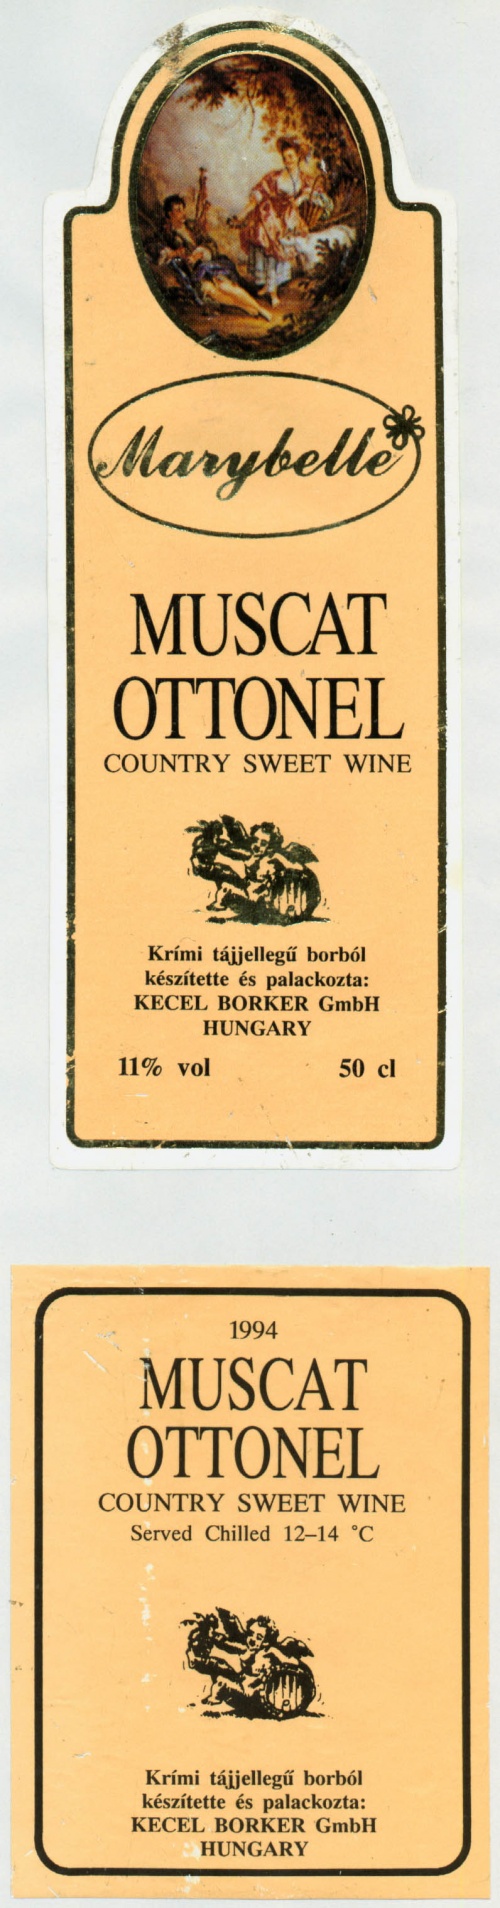 Marybelle
MUSCAT
OTTONEL
COUNTRY SWEET WINE
Krími tájjellegű borból
készítette és palackozta:
KECEL BORKER GmbH
HUNGARY
11% vol 50 cl
1994
MUSCAT
OTTONEL
COUNTRY SWEET WINE
Served Chilled 12–14 °C
Krími tájjellegű borból
készítette és palackozta:
KECEL BORKER GmbH
HUNGARY